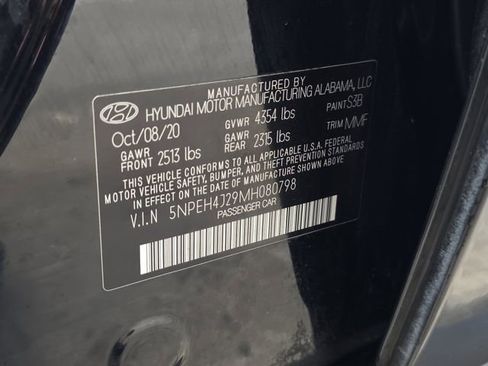 MANUFACTURED BY
HYUNDAI MOTOR MANUFACTURING ALABAMA, LLC
Oct/08/20 GVWR 4354 lbs PAINT S3B
GAWR FRONT 2513 lbs GAWR REAR 2315 lbs TRIM MMF
THIS VEHICLE CONFORMS TO ALL APPLICABLE U.S.A. FEDERAL
MOTOR VEHICLE SAFETY, BUMPER, AND THEFT PREVENTION STANDARDS
IN EFFECT ON THE DATE OF MANUFACTURE SHOWN ABOVE.
V.I.N 5NPEH4J29MH080798
PASSENGER CAR